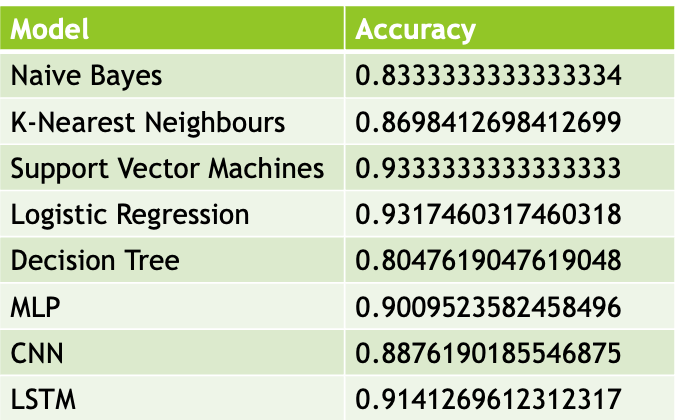 Model Accuracy
Naive Bayes 0.8333333333333334
K-Nearest Neighbours 0.8698412698412699
Support Vector Machines 0.9333333333333333
Logistic Regression 0.9317460317460318
Decision Tree 0.8047619047619048
MLP 0.9009523582458496
CNN 0.8876190185546875
LSTM 0.9141269612312317